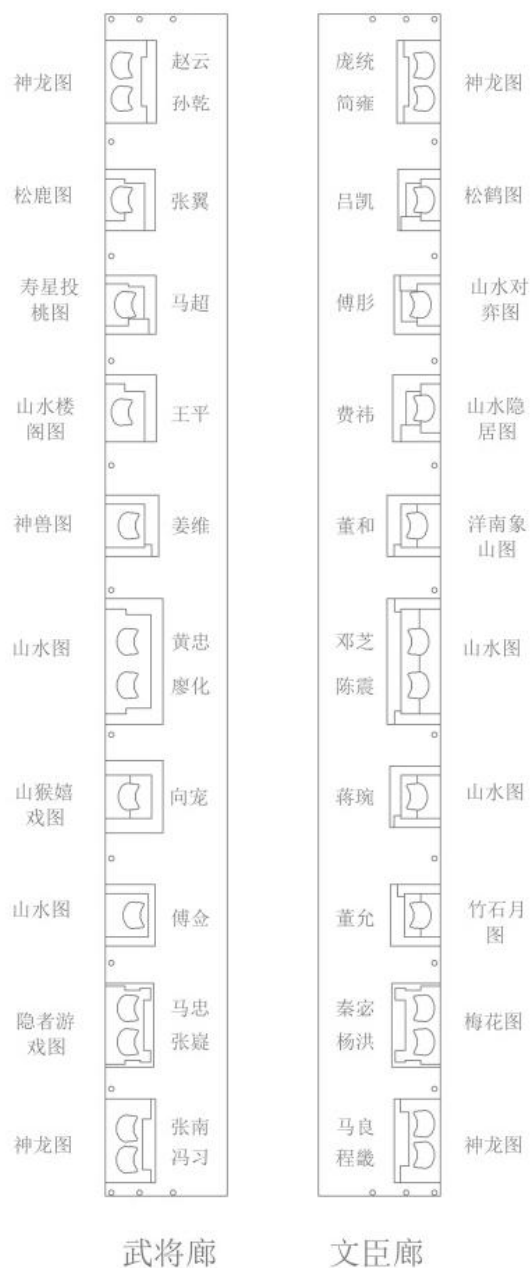 神龙图
赵云
孙乾
松鹿图
张翼
寿星投
桃图
马超
山水楼
阁图
王平
神兽图
姜维
山水图
黄忠
廖化
山猴嬉
戏图
向宠
山水图
傅佥
隐者游
戏图
马忠
张嶷
神龙图
张南
冯习
武将廊
庞统
简雍
神龙图
吕凯
松鹤图
傅肜
山水对
弈图
费祎
山水隐
居图
董和
洋南象
山图
邓芝
陈震
山水图
蒋琬
山水图
董允
竹石月
图
秦宓
杨洪
梅花图
马良
程畿
神龙图
文臣廊